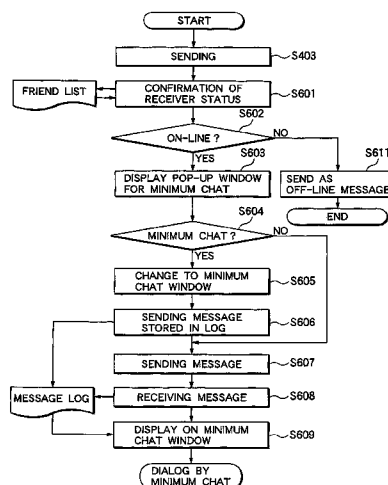 START
SENDING
S403
FRIEND LIST
CONFIRMATION OF
RECEIVER STATUS
S601
S602
ON-LINE ?
NO
YES
S603
S611
DISPLAY POP-UP WINDOW
FOR MINIMUM CHAT
SEND AS
OFF-LINE MESSAGE
END
S604
MINIMUM CHAT ?
NO
YES
CHANGE TO MINIMUM
CHAT WINDOW
S605
SENDING MESSAGE
STORED IN LOG
S606
SENDING MESSAGE
S607
MESSAGE LOG
RECEIVING MESSAGE
S608
DISPLAY ON MINIMUM
CHAT WINDOW
S609
DIALOG BY
MINIMUM CHAT